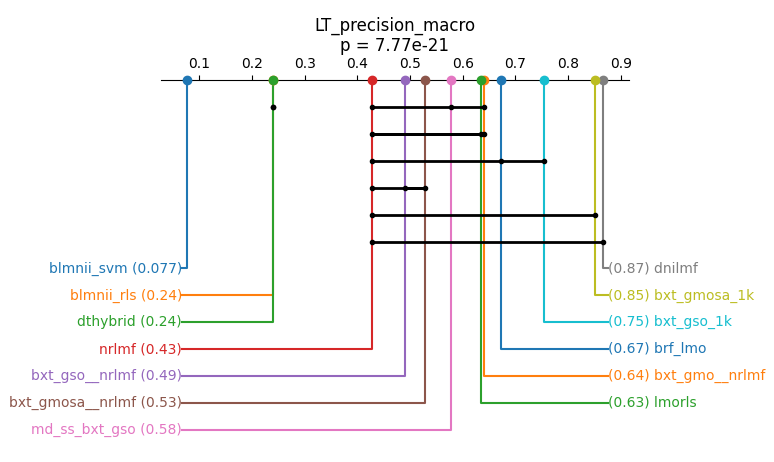 LT_precision_macro
p = 7.77e-21
0.1 0.2 0.3 0.4 0.5 0.6 0.7 0.8 0.9
blmnii_svm (0.077)
(0.87) dnilmf
blmnii_rls (0.24)
(0.85) bxt_gmosa_1k
dthybrid (0.24)
(0.75) bxt_gso_1k
nrlmf (0.43)
(0.67) brf_lmo
bxt_gso__nrlmf (0.49)
(0.64) bxt_gmo__nrlmf
bxt_gmosa__nrlmf (0.53)
(0.63) lmorls
md_ss_bxt_gso (0.58)